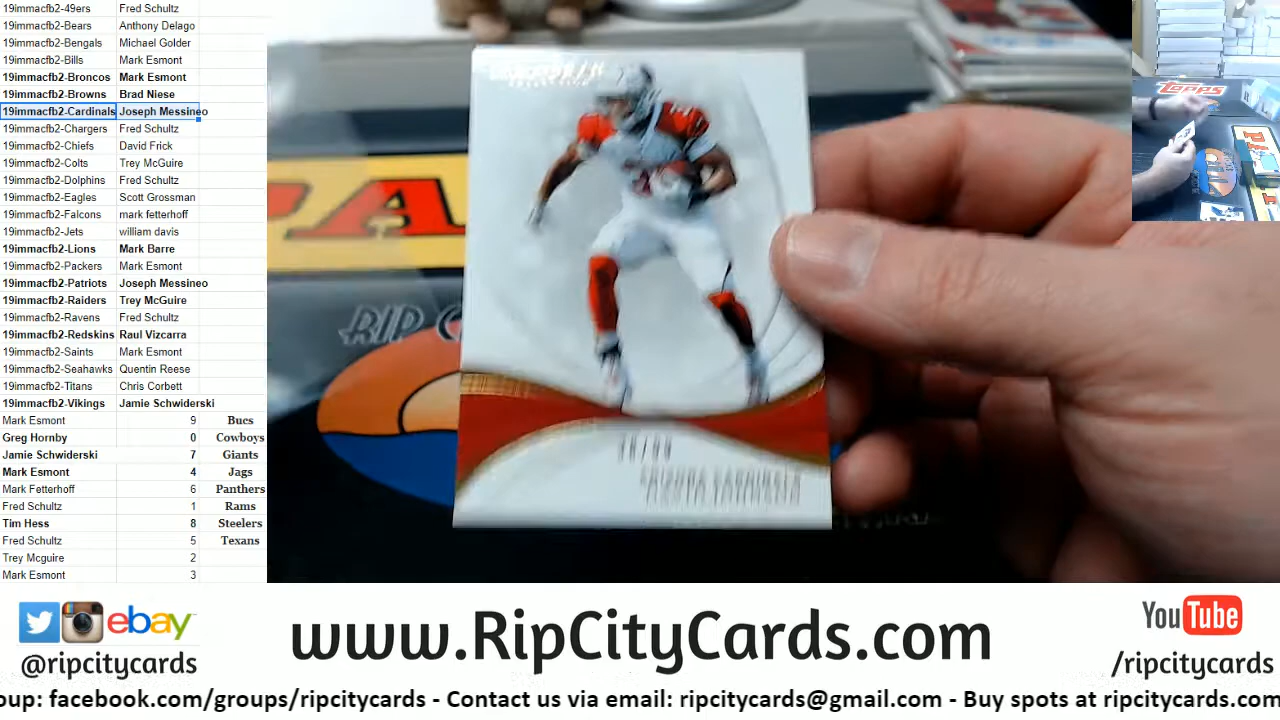 19immacfb2-49ers Fred Schultz
19immacfb2-Bears Anthony Delago
19immacfb2-Bengals Michael Golder
19immacfb2-Bills Mark Esmont
19immacfb2-Broncos Mark Esmont
19immacfb2-Browns Brad Niese
19immacfb2-Cardinals Joseph Messineo
19immacfb2-Chargers Fred Schultz
19immacfb2-Chiefs David Frick
19immacfb2-Colts Trey McGuire
19immacfb2-Dolphins Fred Schultz
19immacfb2-Eagles Scott Grossman
19immacfb2-Falcons mark fetterhoff
19immacfb2-Jets william davis
19immacfb2-Lions Mark Barre
19immacfb2-Packers Mark Esmont
19immacfb2-Patriots Joseph Messineo
19immacfb2-Raiders Trey McGuire
19immacfb2-Ravens Fred Schultz
19immacfb2-Redskins Raul Vizcarra
19immacfb2-Saints Mark Esmont
19immacfb2-Seahawks Quentin Reese
19immacfb2-Titans Chris Corbett
19immacfb2-Vikings Jamie Schwiderski
Mark Esmont 9 Bucs
Greg Hornby 0 Cowboys
Jamie Schwiderski 7 Giants
Mark Esmont 4 Jags
Mark Fetterhoff 6 Panthers
Fred Schultz 1 Rams
Tim Hess 8 Steelers
Fred Schultz 5 Texans
Trey Mcguire 2
Mark Esmont 3
topps
RIP C
ebay
@ripcitycards
www.RipCityCards.com
YouTube
/ripcitycards
oup: facebook.com/groups/ripcitycards - Contact us via email: ripcitycards@gmail.com - Buy spots at ripcitycards.com